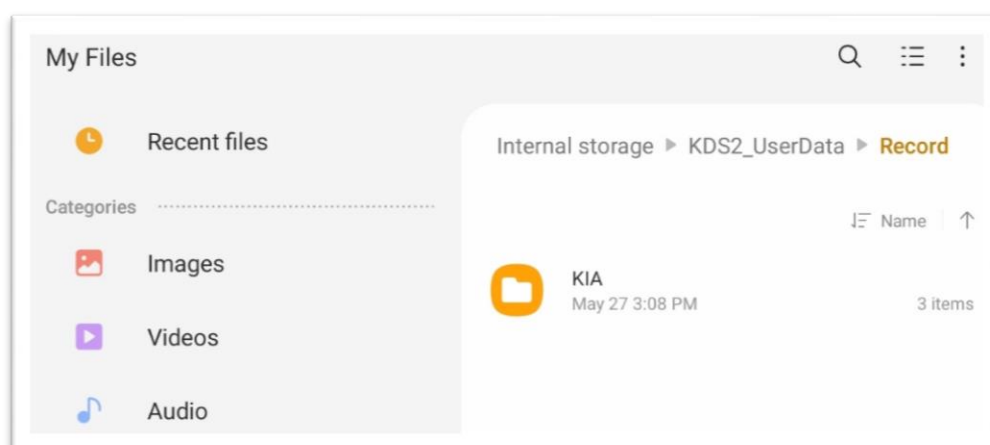 My Files
Recent files
Categories
Images
Videos
Audio
Internal storage ▶ KDS2_UserData ▶ Record
Name
KIA
May 27 3:08 PM
3 items